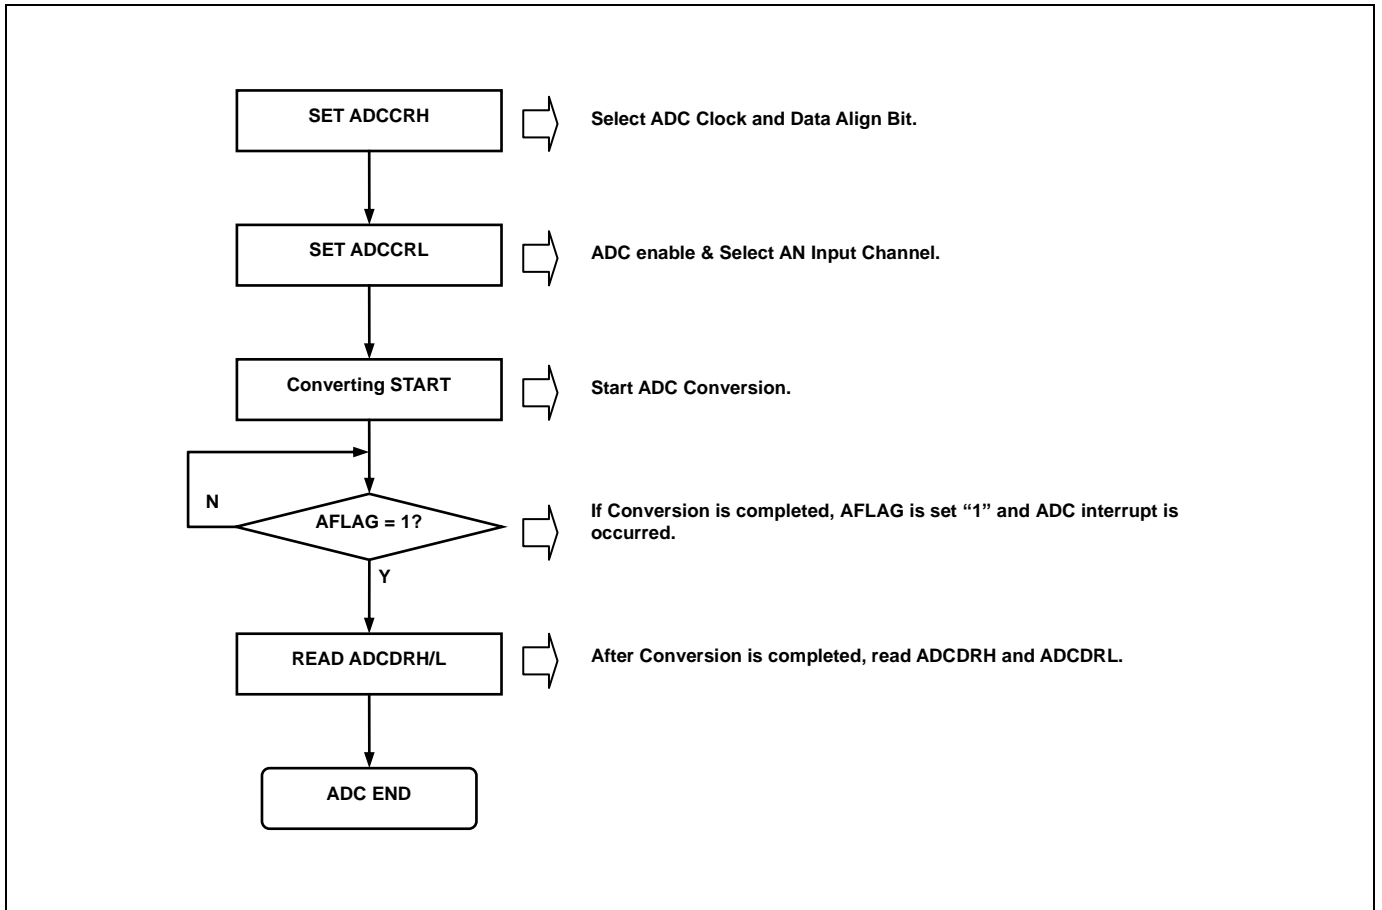 SET ADCCRH
Select ADC Clock and Data Align Bit.
SET ADCCRL
ADC enable & Select AN Input Channel.
Converting START
Start ADC Conversion.
N
AFLAG = 1?
If Conversion is completed, AFLAG is set “1” and ADC interrupt is
occurred.
Y
READ ADCDRH/L
After Conversion is completed, read ADCDRH and ADCDRL.
ADC END